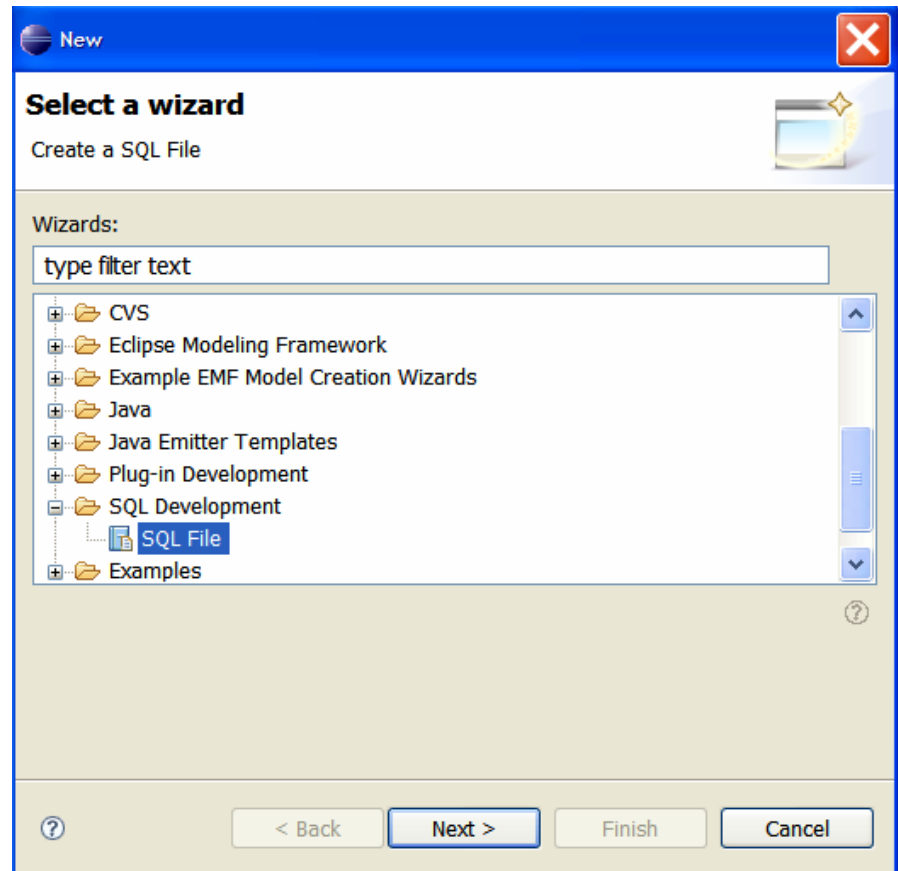 New
Select a wizard
Create a SQL File
Wizards:
type filter text
CVS
Eclipse Modeling Framework
Example EMF Model Creation Wizards
Java
Java Emitter Templates
Plug-in Development
SQL Development
SQL File
Examples
?
? < Back Next > Finish Cancel